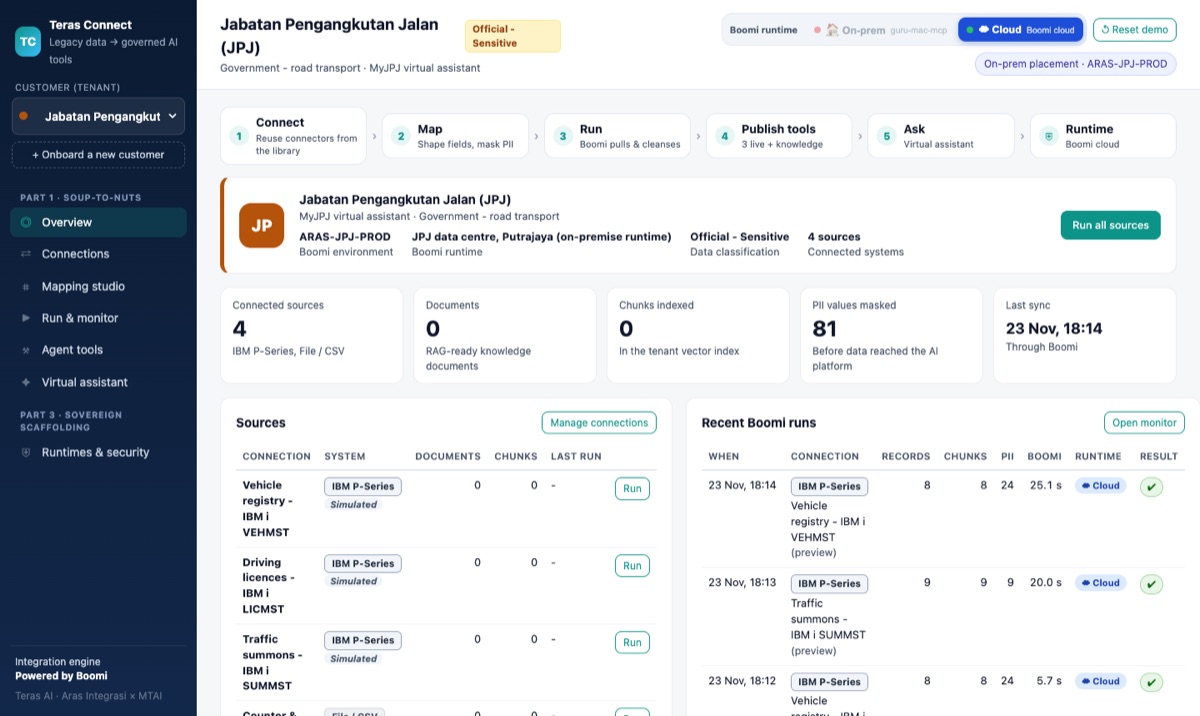 TC
Teras Connect
Legacy data → governed AI
tools
CUSTOMER (TENANT)
Jabatan Pengangkut
+ Onboard a new customer
PART 1 · SOUP-TO-NUTS
Overview
Connections
Mapping studio
Run & monitor
Agent tools
Virtual assistant
PART 3 · SOVEREIGN
SCAFFOLDING
Runtimes & security
Integration engine
Powered by Boomi
Teras AI · Aras Integrasi × MTAI
Jabatan Pengangkutan Jalan
(JPJ)
Official -
Sensitive
Government - road transport · MyJPJ virtual assistant
Boomi runtime
On-prem guru-mac-mcp
Cloud Boomi cloud
Reset demo
On-prem placement · ARAS-JPJ-PROD
1
Connect
Reuse connectors from
the library
›
2
Map
Shape fields, mask PII
›
3
Run
Boomi pulls & cleanses
›
4
Publish tools
3 live + knowledge
›
5
Ask
Virtual assistant
›
Runtime
Boomi cloud
JP
Jabatan Pengangkutan Jalan (JPJ)
MyJPJ virtual assistant · Government - road transport
ARAS-JPJ-PROD
Boomi environment
JPJ data centre, Putrajaya (on-premise runtime)
Boomi runtime
Official - Sensitive
Data classification
4 sources
Connected systems
Run all sources
Connected sources
4
IBM P-Series, File / CSV
Documents
0
RAG-ready knowledge
documents
Chunks indexed
0
In the tenant vector index
PII values masked
81
Before data reached the AI
platform
Last sync
23 Nov, 18:14
Through Boomi
Sources
Manage connections
CONNECTION SYSTEM DOCUMENTS CHUNKS LAST RUN
Vehicle
registry -
IBM i
VEHMST
IBM P-Series
Simulated
0 0 -
Run
Driving
licences -
IBM i
LICMST
IBM P-Series
Simulated
0 0 -
Run
Traffic
summons -
IBM i
SUMMST
IBM P-Series
Simulated
0 0 -
Run
Counter &
File / CSV
0 0 -
Recent Boomi runs
Open monitor
WHEN CONNECTION RECORDS CHUNKS PII BOOMI RUNTIME RESULT
23 Nov, 18:14
IBM P-Series
Vehicle
registry - IBM i
VEHMST
(preview)
8 8 24 25.1 s Cloud ✔
23 Nov, 18:13
IBM P-Series
Traffic
summons -
IBM i SUMMST
(preview)
9 9 9 20.0 s Cloud ✔
23 Nov, 18:12
IBM P-Series
Vehicle
registry - IBM i
8 8 24 5.7 s Cloud ✔